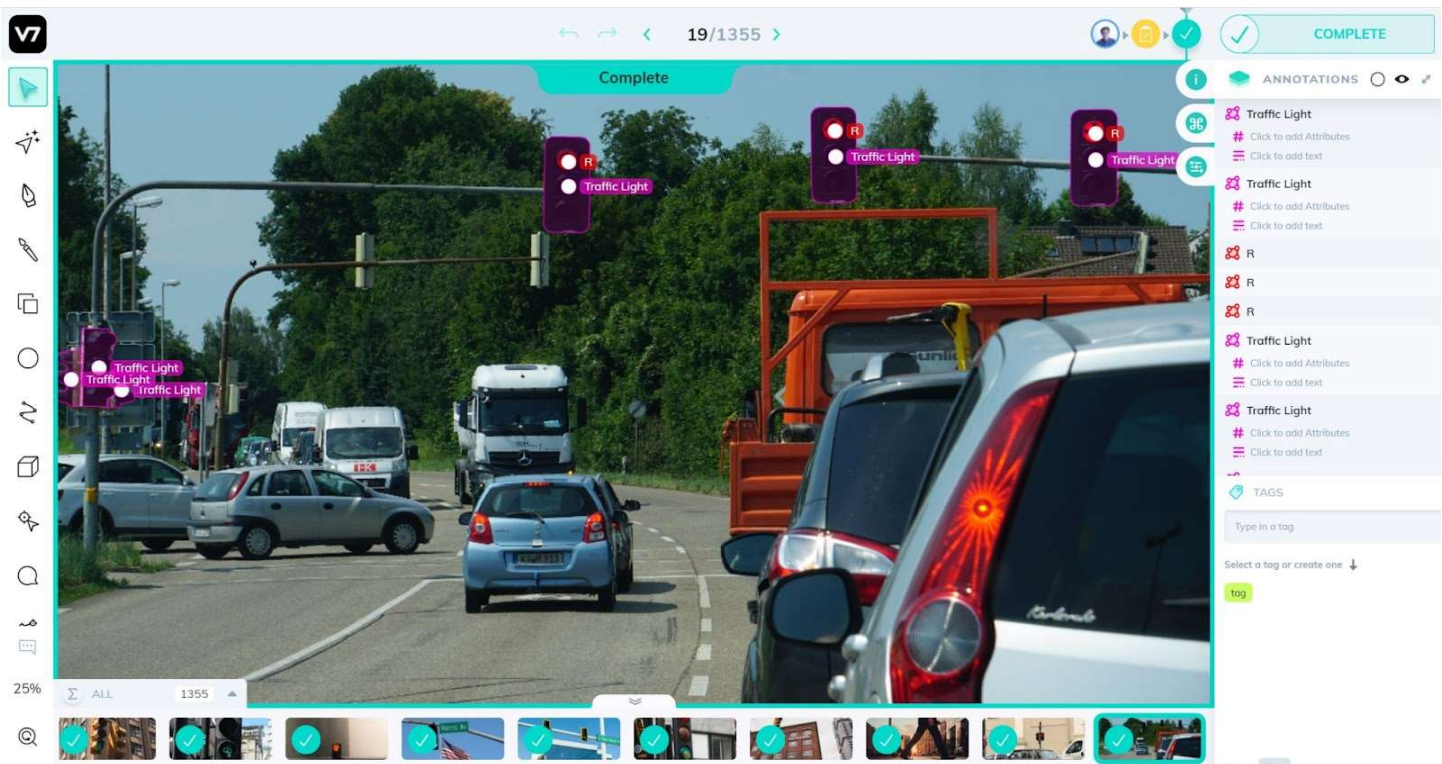 V7
19/1355
COMPLETE
Complete
ANNOTATIONS
R
Traffic Light
R
Traffic Light
R
Traffic Light
Traffic Light
Traffic Light
Traffic Light
Traffic Light
Click to add Attributes
Click to add text
Traffic Light
Click to add Attributes
Click to add text
R
R
R
Traffic Light
Click to add Attributes
Click to add text
Traffic Light
Click to add Attributes
Click to add text
TAGS
Type in a tag
Select a tag or create one
tag
25%
ALL 1355